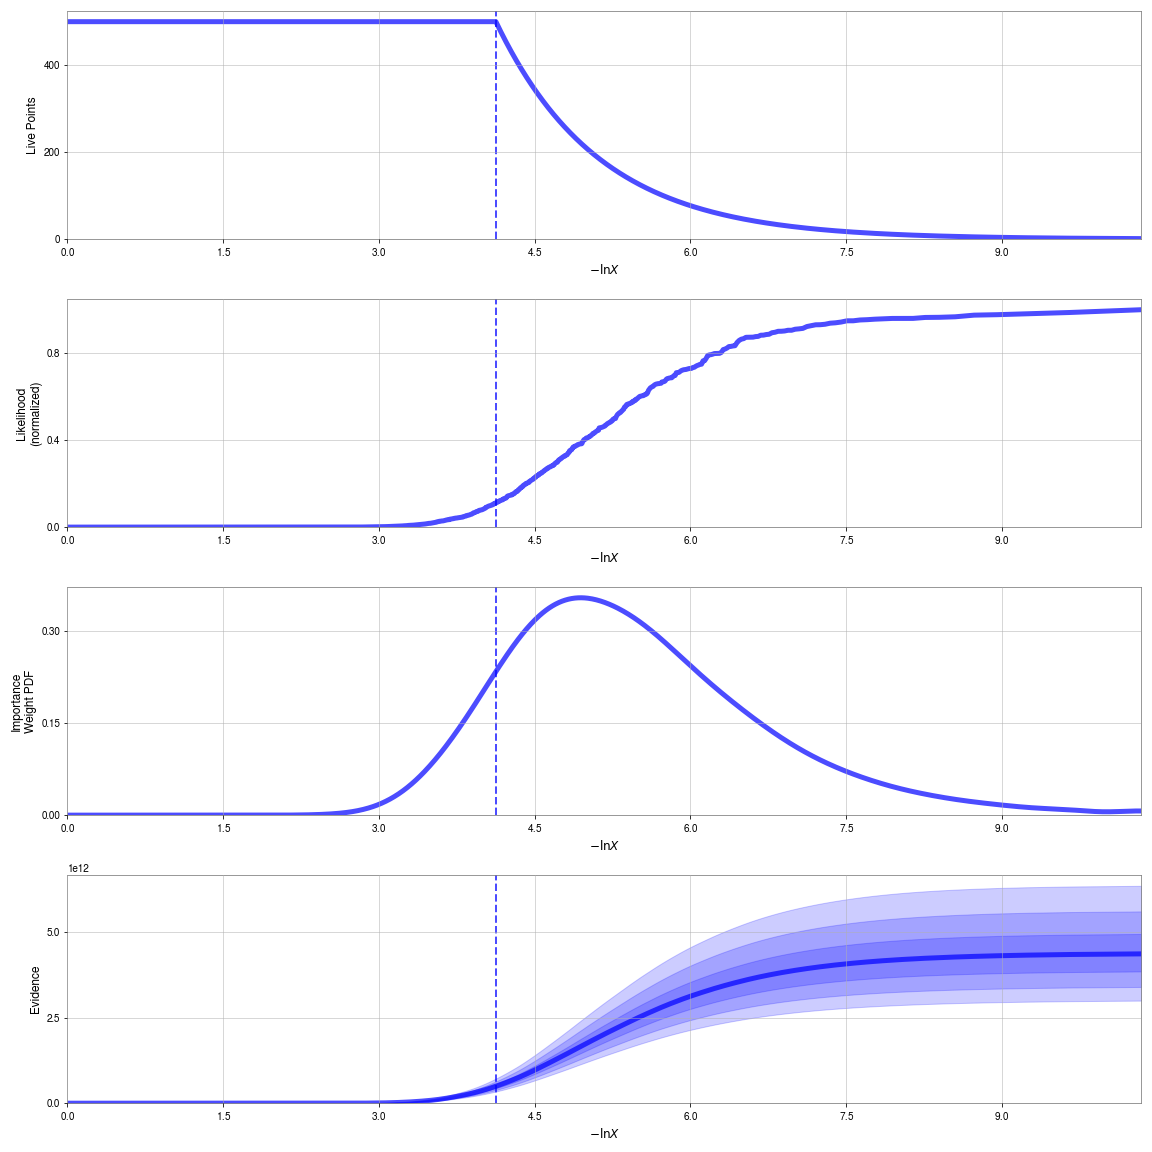 400
200
0
Live Points
0.0 1.5 3.0 4.5 6.0 7.5 9.0
−lnX
0.8
0.4
0.0
Likelihood
(normalized)
0.0 1.5 3.0 4.5 6.0 7.5 9.0
−lnX
0.30
0.15
0.00
Importance
Weight PDF
0.0 1.5 3.0 4.5 6.0 7.5 9.0
−lnX
1e12
5.0
2.5
0.0
Evidence
0.0 1.5 3.0 4.5 6.0 7.5 9.0
−lnX